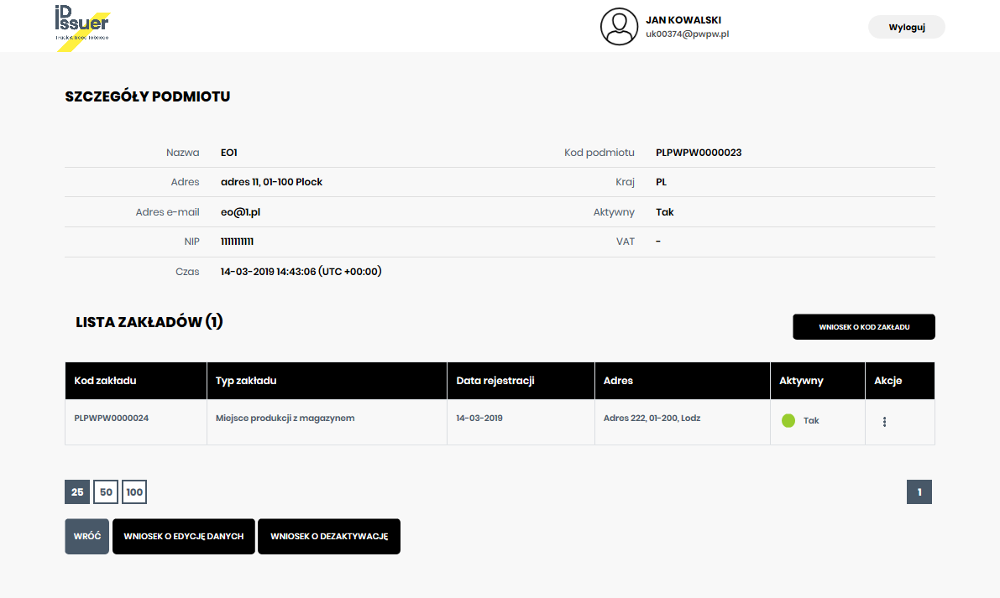 iD
issuer
Track & Trace Tobacco
JAN KOWALSKI
uk00374@pwpw.pl
Wyloguj
SZCZEGÓŁY PODMIOTU
Nazwa EO1 Kod podmiotu PLPWPW0000023
Adres adres 11, 01-100 Plock Kraj PL
Adres e-mail eo@1.pl Aktywny Tak
NIP 1111111111 VAT -
Czas 14-03-2019 14:43:06 (UTC +00:00)
LISTA ZAKŁADÓW (1)
WNIOSEK O KOD ZAKŁADU
Kod zakładu Typ zakładu Data rejestracji Adres Aktywny Akcje
PLPWPW0000024 Miejsce produkcji z magazynem 14-03-2019 Adres 222, 01-200, Lodz Tak
25 50 100 1
WRÓĆ WNIOSEK O EDYCJĘ DANYCH WNIOSEK O DEZAKTYWACJĘ